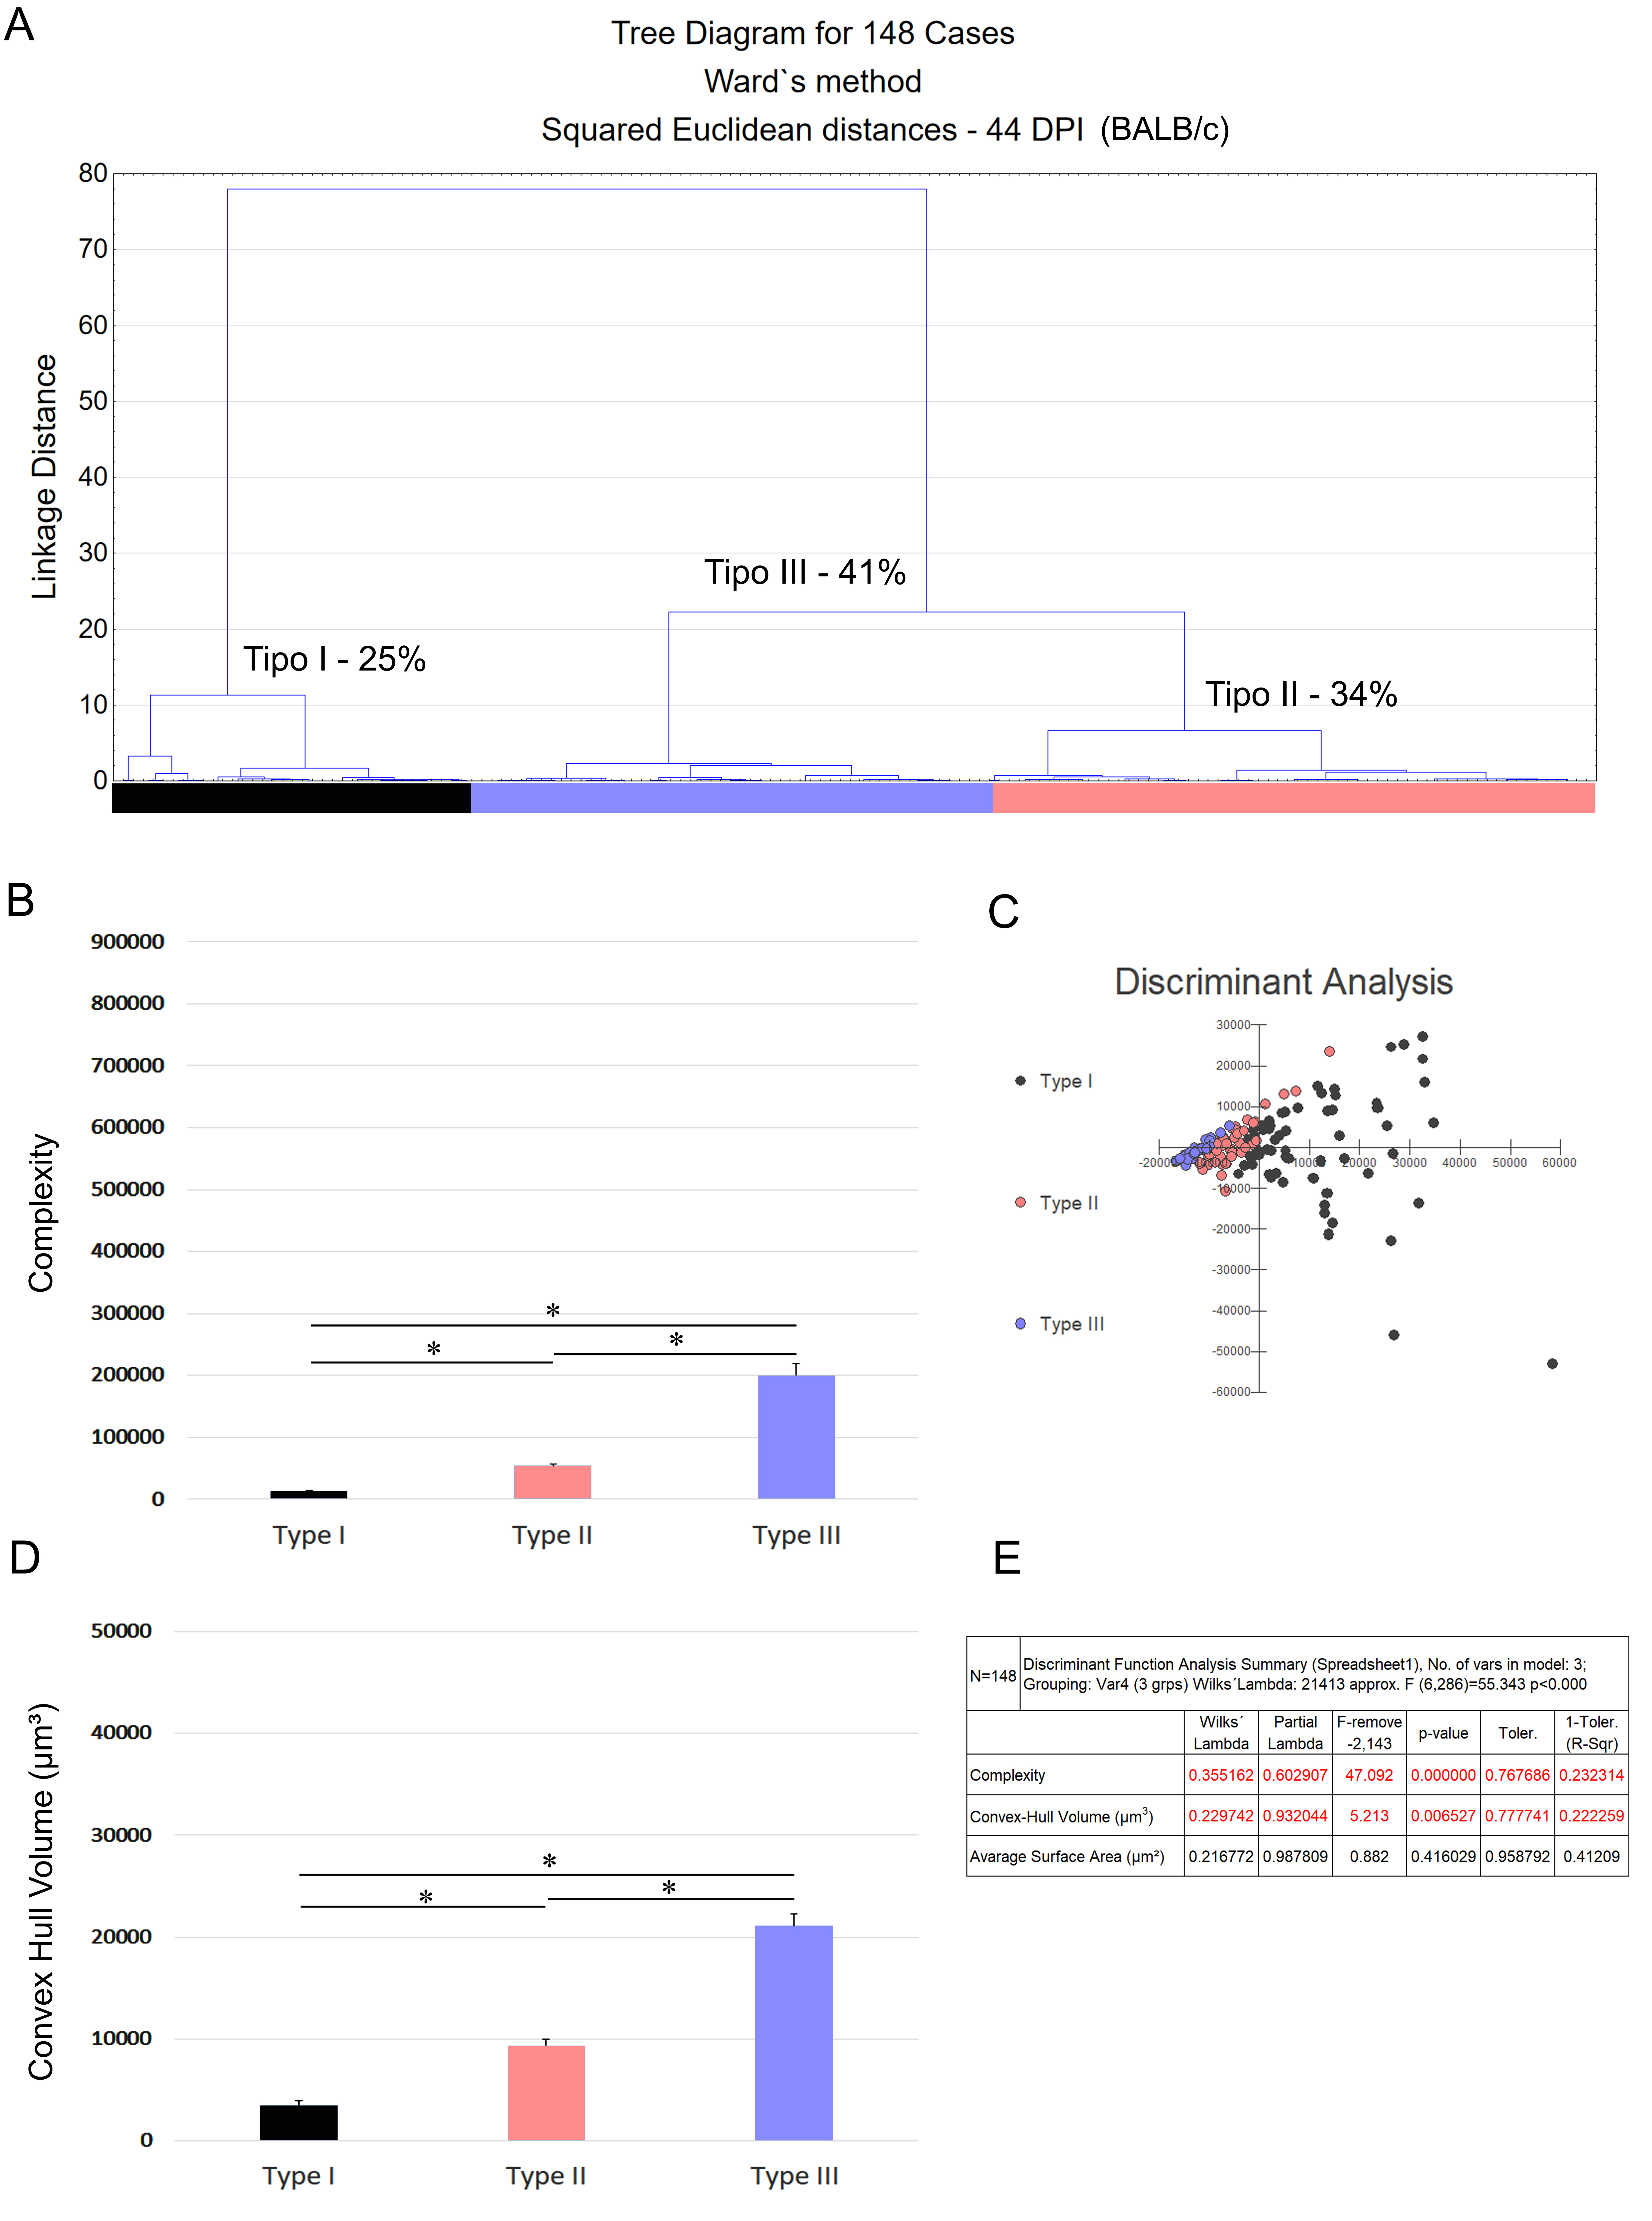 A
Tree Diagram for 148 Cases
Ward`s method
Squared Euclidean distances - 44 DPI (BALB/c)
Linkage Distance
80
70
60
50
40
30
20
10
0
Tipo III - 41%
Tipo I - 25%
Tipo II - 34%
B
Complexity
900000
800000
700000
600000
500000
400000
300000
200000
100000
0
*
*
*
Type I
Type II
Type III
C
Discriminant Analysis
Type I
Type II
Type III
30000
20000
10000
-10000
-20000
-30000
-40000
-50000
-60000
-20000
10000
20000
30000
40000
50000
60000
D
Convex Hull Volume (µm³)
50000
40000
30000
20000
10000
0
*
*
*
Type I
Type II
Type III
E
N=148
Discriminant Function Analysis Summary (Spreadsheet1), No. of vars in model: 3;
Grouping: Var4 (3 grps) Wilks´Lambda: 21413 approx. F (6,286)=55.343 p<0.000
Wilks´ Lambda
Partial Lambda
F-remove -2,143
p-value
Toler.
1-Toler. (R-Sqr)
Complexity 0.355162 0.602907 47.092 0.000000 0.767686 0.232314
Convex-Hull Volume (µm³) 0.229742 0.932044 5.213 0.006527 0.777741 0.222259
Avarage Surface Area (µm²) 0.216772 0.987809 0.882 0.416029 0.958792 0.41209